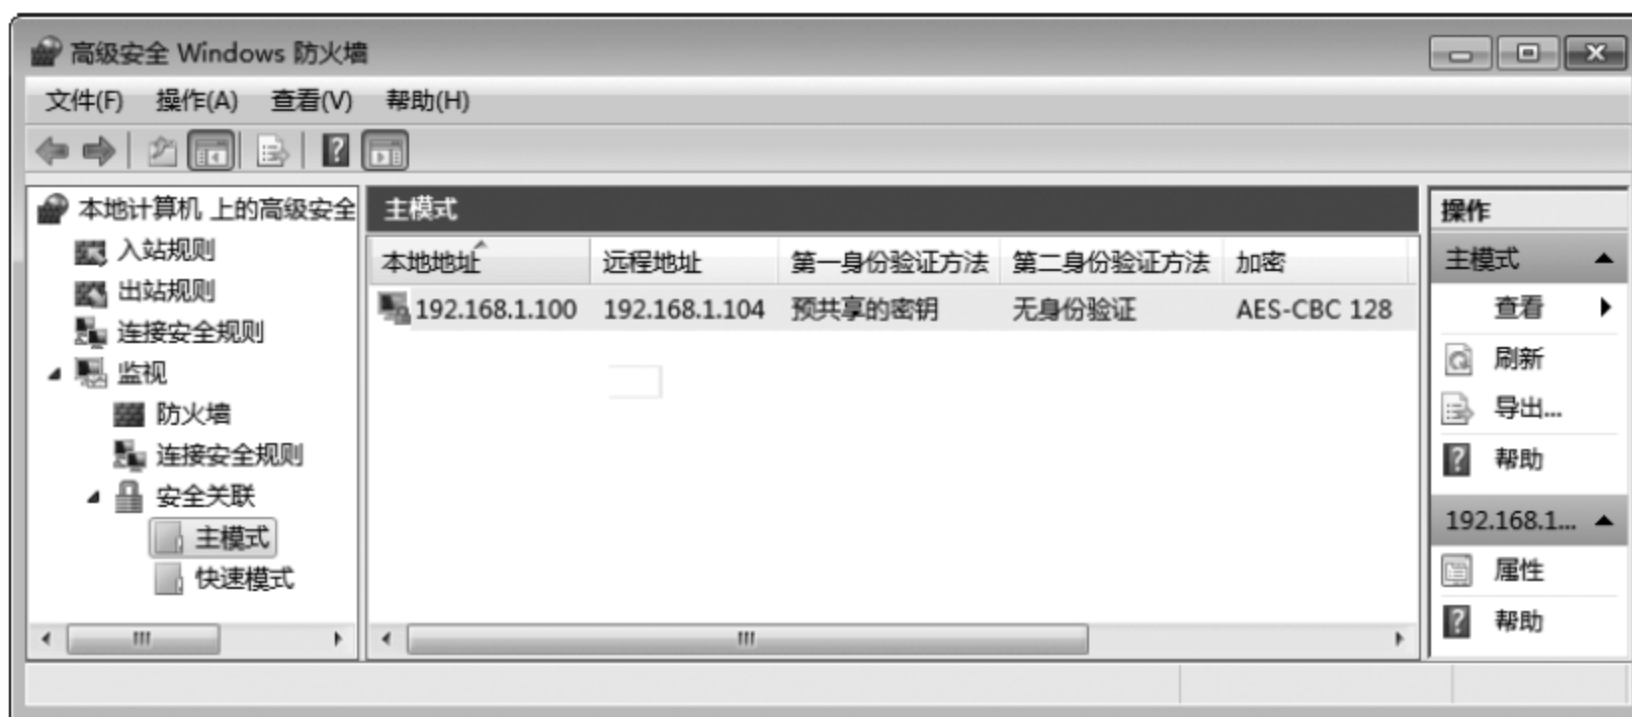 高级安全 Windows 防火墙
文件(F) 操作(A) 查看(V) 帮助(H)
本地计算机 上的高级安全
入站规则
出站规则
连接安全规则
监视
防火墙
连接安全规则
安全关联
主模式
快速模式
主模式
本地地址 远程地址 第一身份验证方法 第二身份验证方法 加密
192.168.1.100 192.168.1.104 预共享的密钥 无身份验证 AES-CBC 128
操作
主模式
查看
刷新
导出...
帮助
192.168.1...
属性
帮助